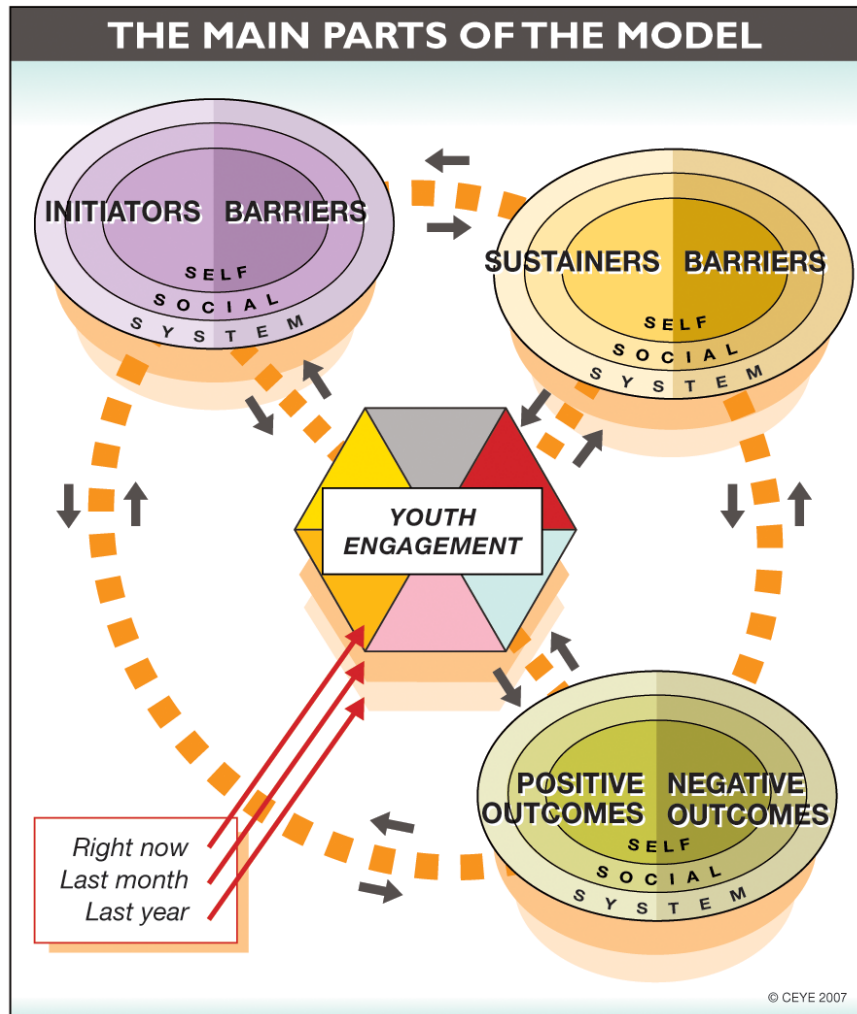 THE MAIN PARTS OF THE MODEL
INITIATORS BARRIERS
SELF
SOCIAL
SYSTEM
SUSTAINERS BARRIERS
SELF
SOCIAL
SYSTEM
YOUTH
ENGAGEMENT
POSITIVE
OUTCOMES
NEGATIVE
OUTCOMES
SELF
SOCIAL
SYSTEM
Right now
Last month
Last year
© CEYE 2007